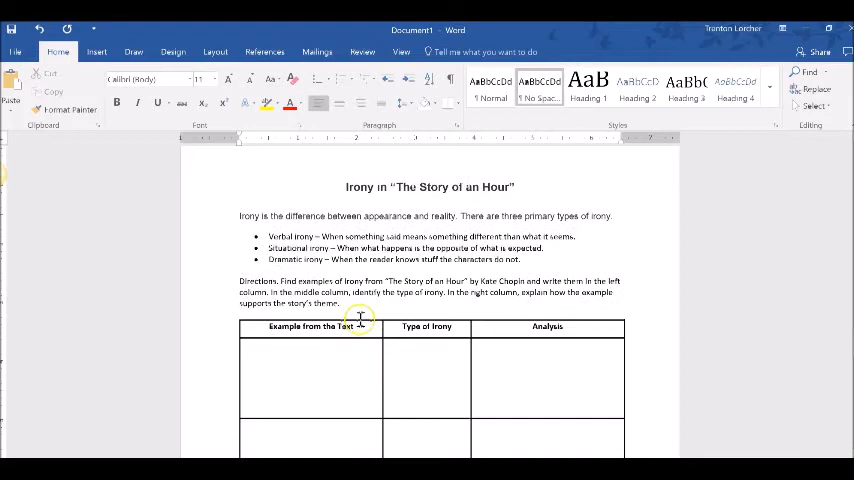 Document1 - Word
Trenton Lorcher
File Home Insert Draw Design Layout References Mailings Review View Tell me what you want to do Share
Paste
Cut
Copy
Format Painter
Clipboard
Calibri (Body) 11
Font
Paragraph
AaBbCcDc AaBbCcDc AaB AaBbCcD AaBbC AaBbCcD
¶ Normal ¶ No Spac... Heading 1 Heading 2 Heading 3 Heading 4
Styles
Find
Replace
Select
Editing
Irony in “The Story of an Hour”
Irony is the difference between appearance and reality. There are three primary types of irony.
• Verbal irony – When something said means something different than what it seems.
• Situational irony – When what happens is the opposite of what is expected.
• Dramatic irony – When the reader knows stuff the characters do not.
Directions. Find examples of irony from “The Story of an Hour” by Kate Chopin and write them in the left
column. In the middle column, identify the type of irony. In the right column, explain how the example
supports the story’s theme.
Example from the Text Type of Irony Analysis